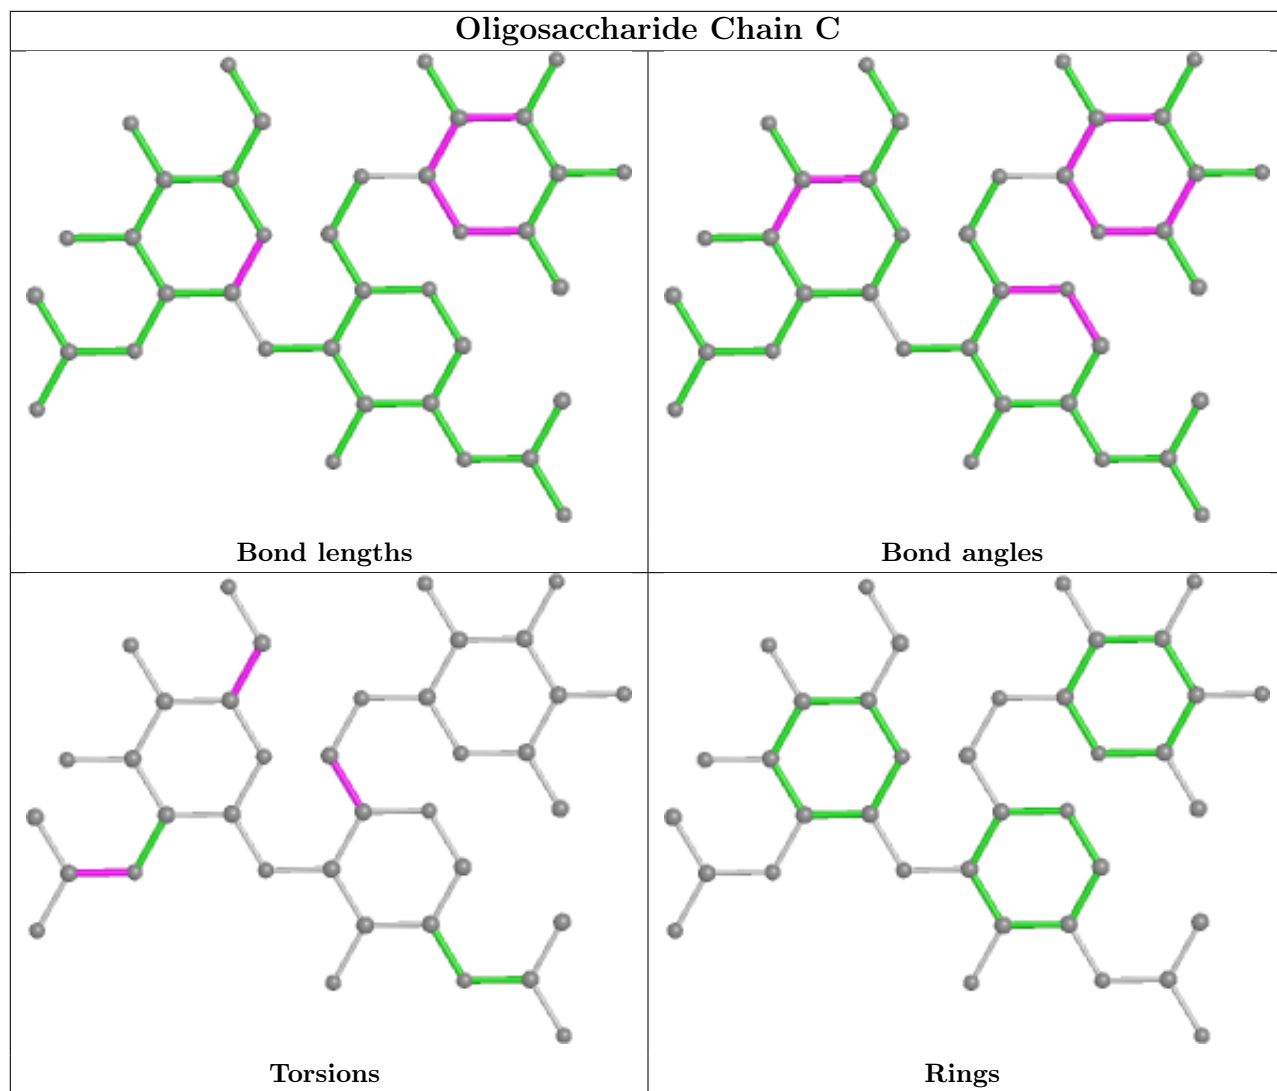 Oligosaccharide Chain C
Bond lengths
Bond angles
Torsions
Rings